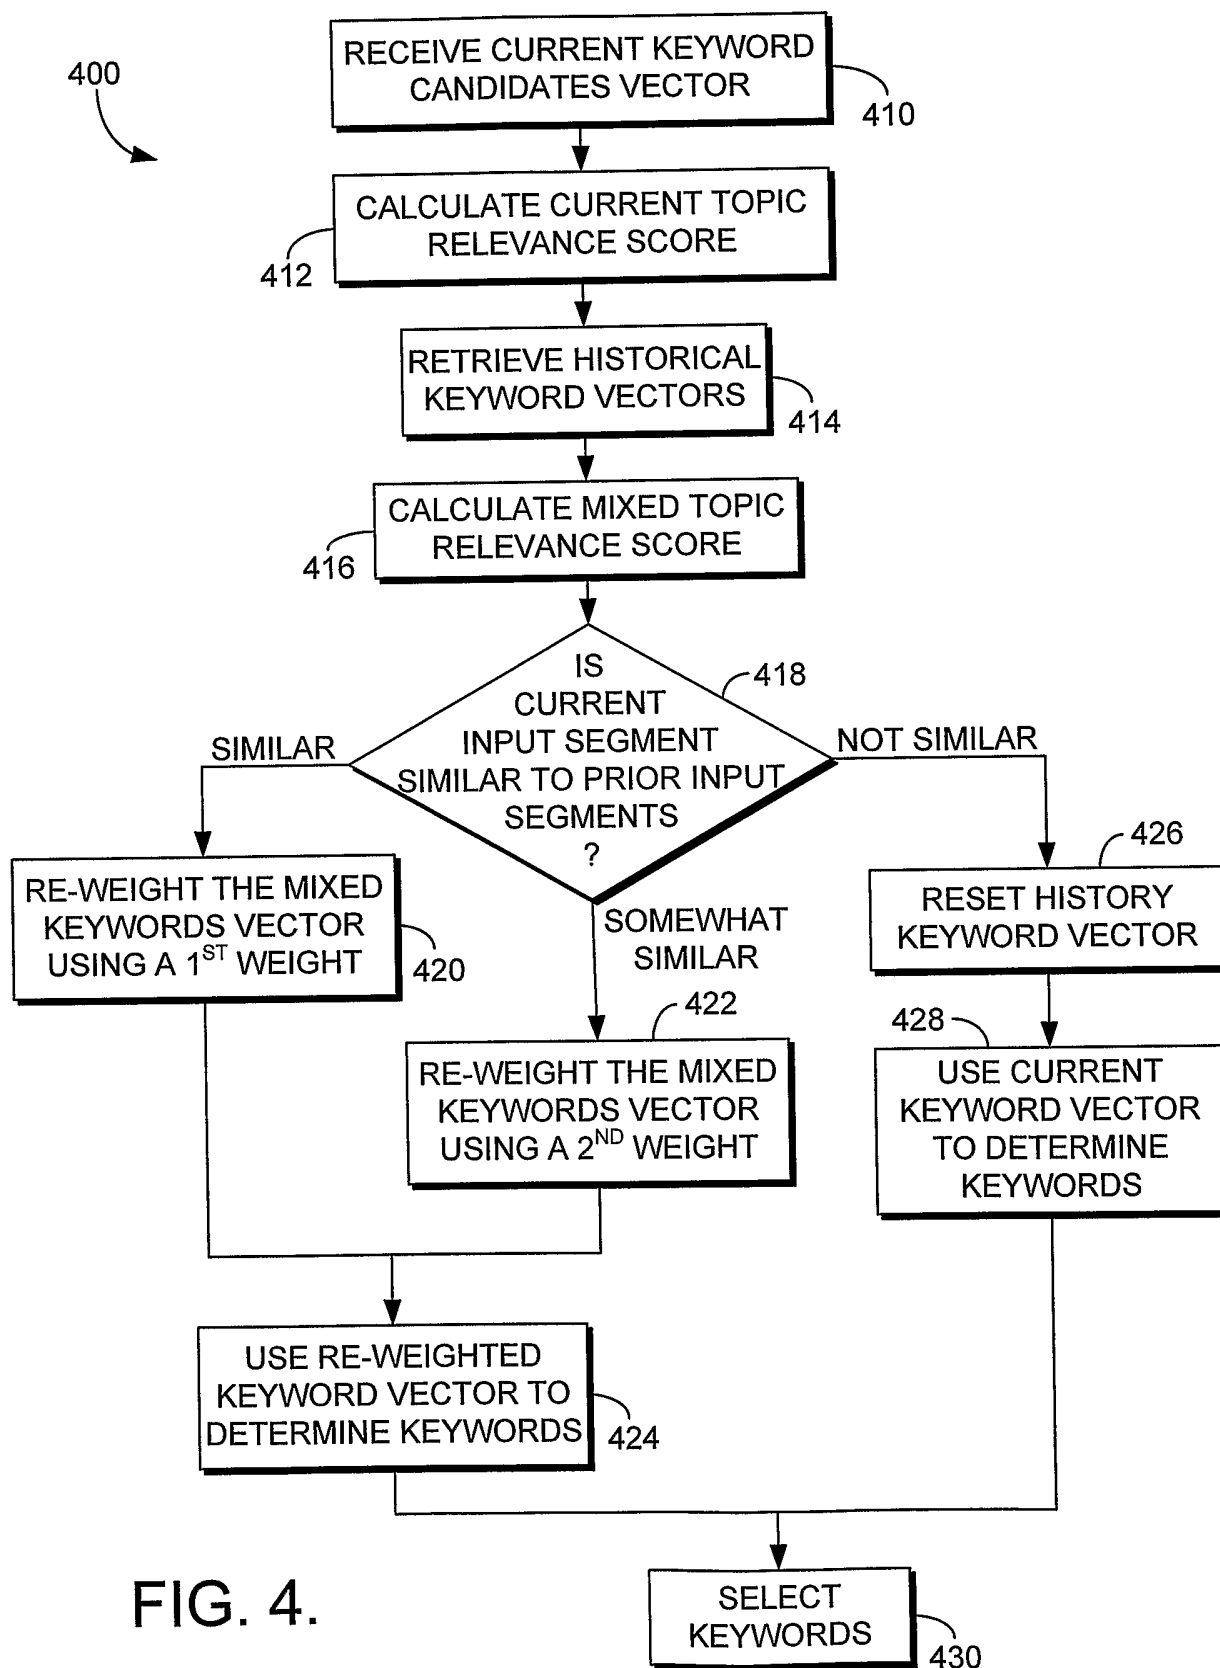 400
RECEIVE CURRENT KEYWORD
CANDIDATES VECTOR
410
CALCULATE CURRENT TOPIC
RELEVANCE SCORE
412
RETRIEVE HISTORICAL
KEYWORD VECTORS
414
CALCULATE MIXED TOPIC
RELEVANCE SCORE
416
IS
CURRENT
INPUT SEGMENT
SIMILAR TO PRIOR INPUT
SEGMENTS
?
418
SIMILAR
NOT SIMILAR
SOMEWHAT
SIMILAR
RE-WEIGHT THE MIXED
KEYWORDS VECTOR
USING A 1ST WEIGHT
420
RE-WEIGHT THE MIXED
KEYWORDS VECTOR
USING A 2ND WEIGHT
422
RESET HISTORY
KEYWORD VECTOR
426
USE CURRENT
KEYWORD VECTOR
TO DETERMINE
KEYWORDS
428
USE RE-WEIGHTED
KEYWORD VECTOR TO
DETERMINE KEYWORDS
424
SELECT
KEYWORDS
430
FIG. 4.